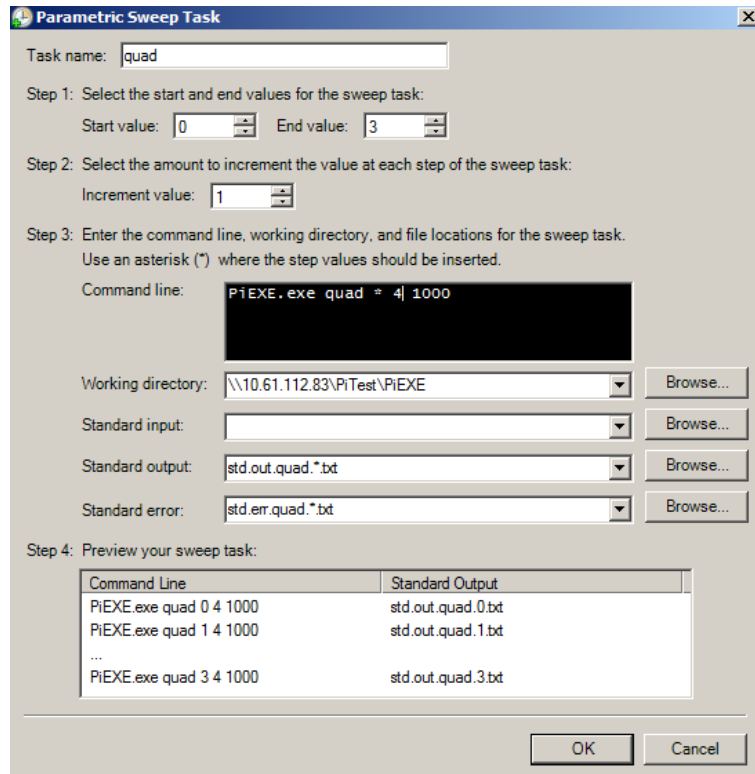 Parametric Sweep Task
Task name: quad
Step 1: Select the start and end values for the sweep task:
Start value: 0 End value: 3
Step 2: Select the amount to increment the value at each step of the sweep task:
Increment value: 1
Step 3: Enter the command line, working directory, and file locations for the sweep task.
Use an asterisk (*) where the step values should be inserted.
Command line: PiEXE.exe quad * 4 1000
Working directory: \\10.61.112.83\PiTest\PiEXE Browse...
Standard input: Browse...
Standard output: std.out.quad.*.txt Browse...
Standard error: std.err.quad.*.txt Browse...
Step 4: Preview your sweep task:
Command Line Standard Output
PiEXE.exe quad 0 4 1000 std.out.quad.0.txt
PiEXE.exe quad 1 4 1000 std.out.quad.1.txt
...
PiEXE.exe quad 3 4 1000 std.out.quad.3.txt
OK Cancel